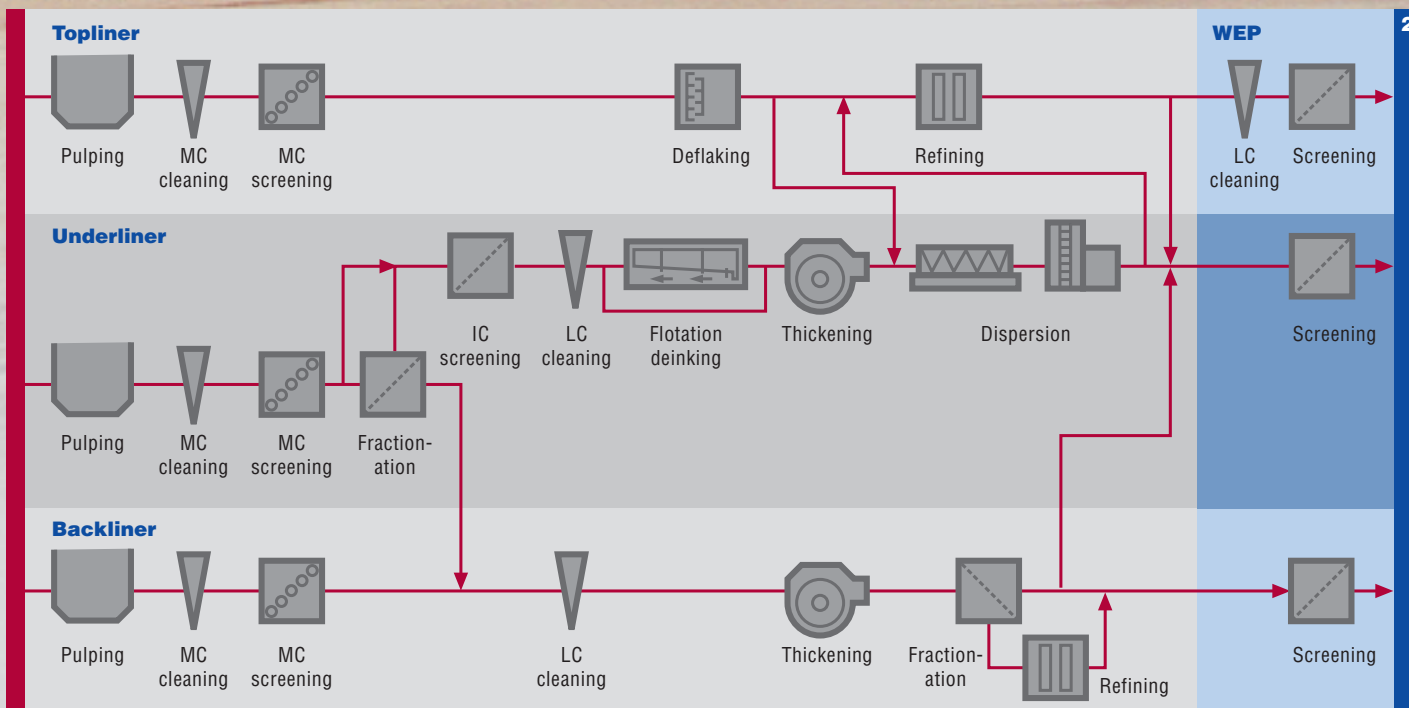 Topliner
WEP
2
Pulping
MC
cleaning
MC
screening
Deflaking
Refining
LC
cleaning
Screening
Underliner
IC
screening
LC
cleaning
Flotation
deinking
Thickening
Dispersion
Screening
Pulping
MC
cleaning
MC
screening
Fraction-
ation
Backliner
Pulping
MC
cleaning
MC
screening
LC
cleaning
Thickening
Fraction-
ation
Refining
Screening